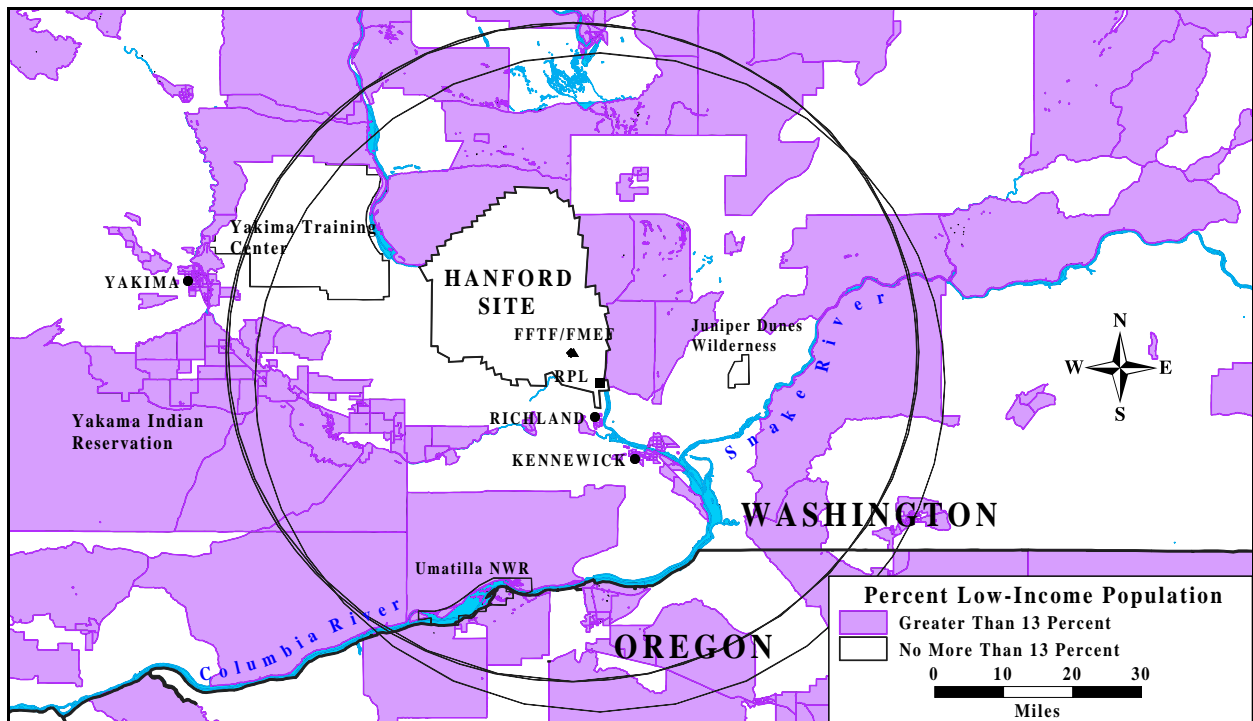 Yakima Training
Center
YAKIMA
HANFORD
SITE
FFTF/FMEF
RPL
Juniper Dunes
Wilderness
Snake River
N
W E
S
Yakama Indian
Reservation
RICHLAND
KENNEWICK
WASHINGTON
Umatilla NWR
Columbia River
OREGON
Percent Low-Income Population
Greater Than 13 Percent
No More Than 13 Percent
0 10 20 30
Miles